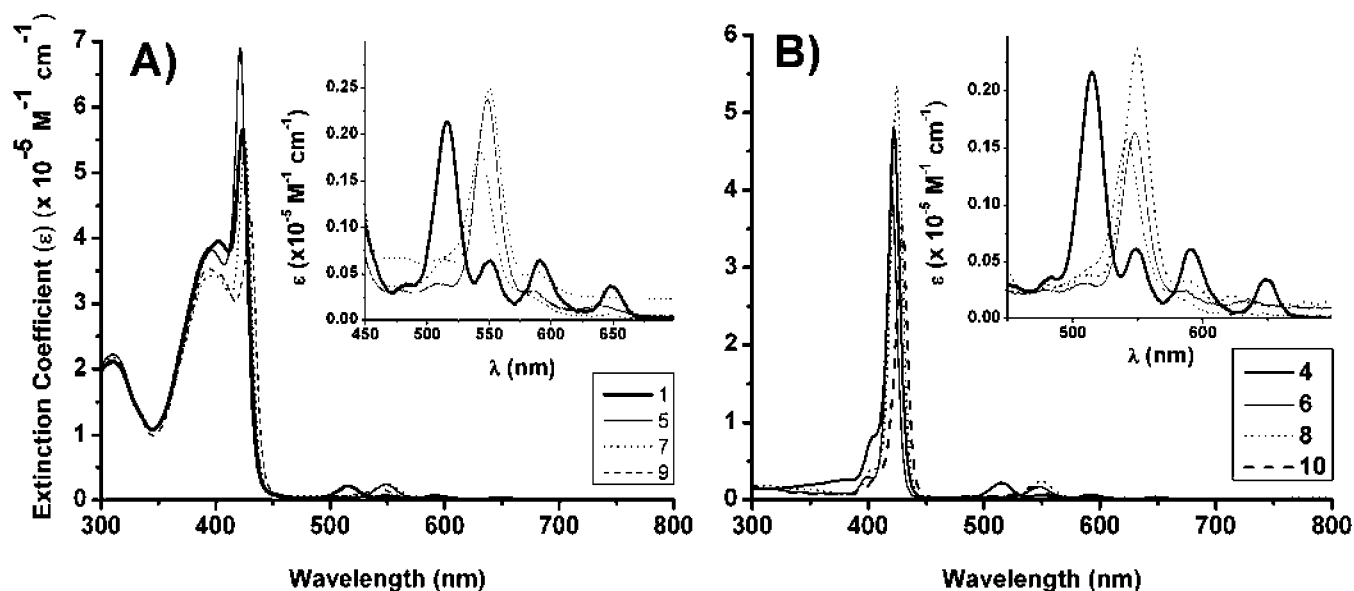 A)
Extinction Coefficient (ε) (x 10⁻⁵ M⁻¹ cm⁻¹)
7
6
5
4
3
2
1
0
300 400 500 600 700 800
Wavelength (nm)
ε (x10⁻⁵ M⁻¹ cm⁻¹)
0.25
0.20
0.15
0.10
0.05
0.00
450 500 550 600 650
λ (nm)
1
5
7
9
B)
6
5
4
3
2
1
0
300 400 500 600 700 800
Wavelength (nm)
ε (x 10⁻⁵ M⁻¹ cm⁻¹)
0.20
0.15
0.10
0.05
0.00
500 600
λ (nm)
4
6
8
10